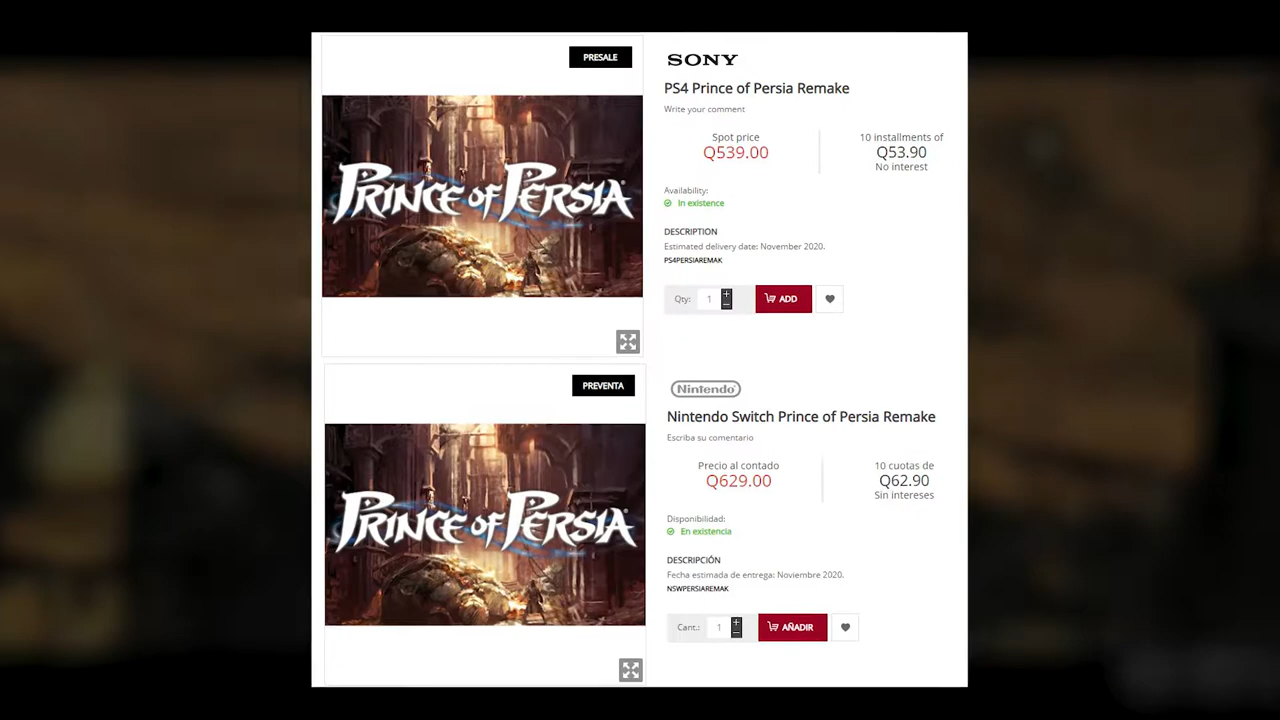 PRESALE
PRINCE OF PERSIA
SONY
PS4 Prince of Persia Remake
Write your comment
Spot price
Q539.00
10 installments of
Q53.90
No interest
Availability:
In existence
DESCRIPTION
Estimated delivery date: November 2020.
PS4PERSIAREMAK
Qty: 1 + −
ADD
PREVENTA
PRINCE OF PERSIA
Nintendo
Nintendo Switch Prince of Persia Remake
Escriba su comentario
Precio al contado
Q629.00
10 cuotas de
Q62.90
Sin intereses
Disponibilidad:
En existencia
DESCRIPCIÓN
Fecha estimada de entrega: Noviembre 2020.
NSWPERSIAREMAK
Cant.: 1 + −
AÑADIR